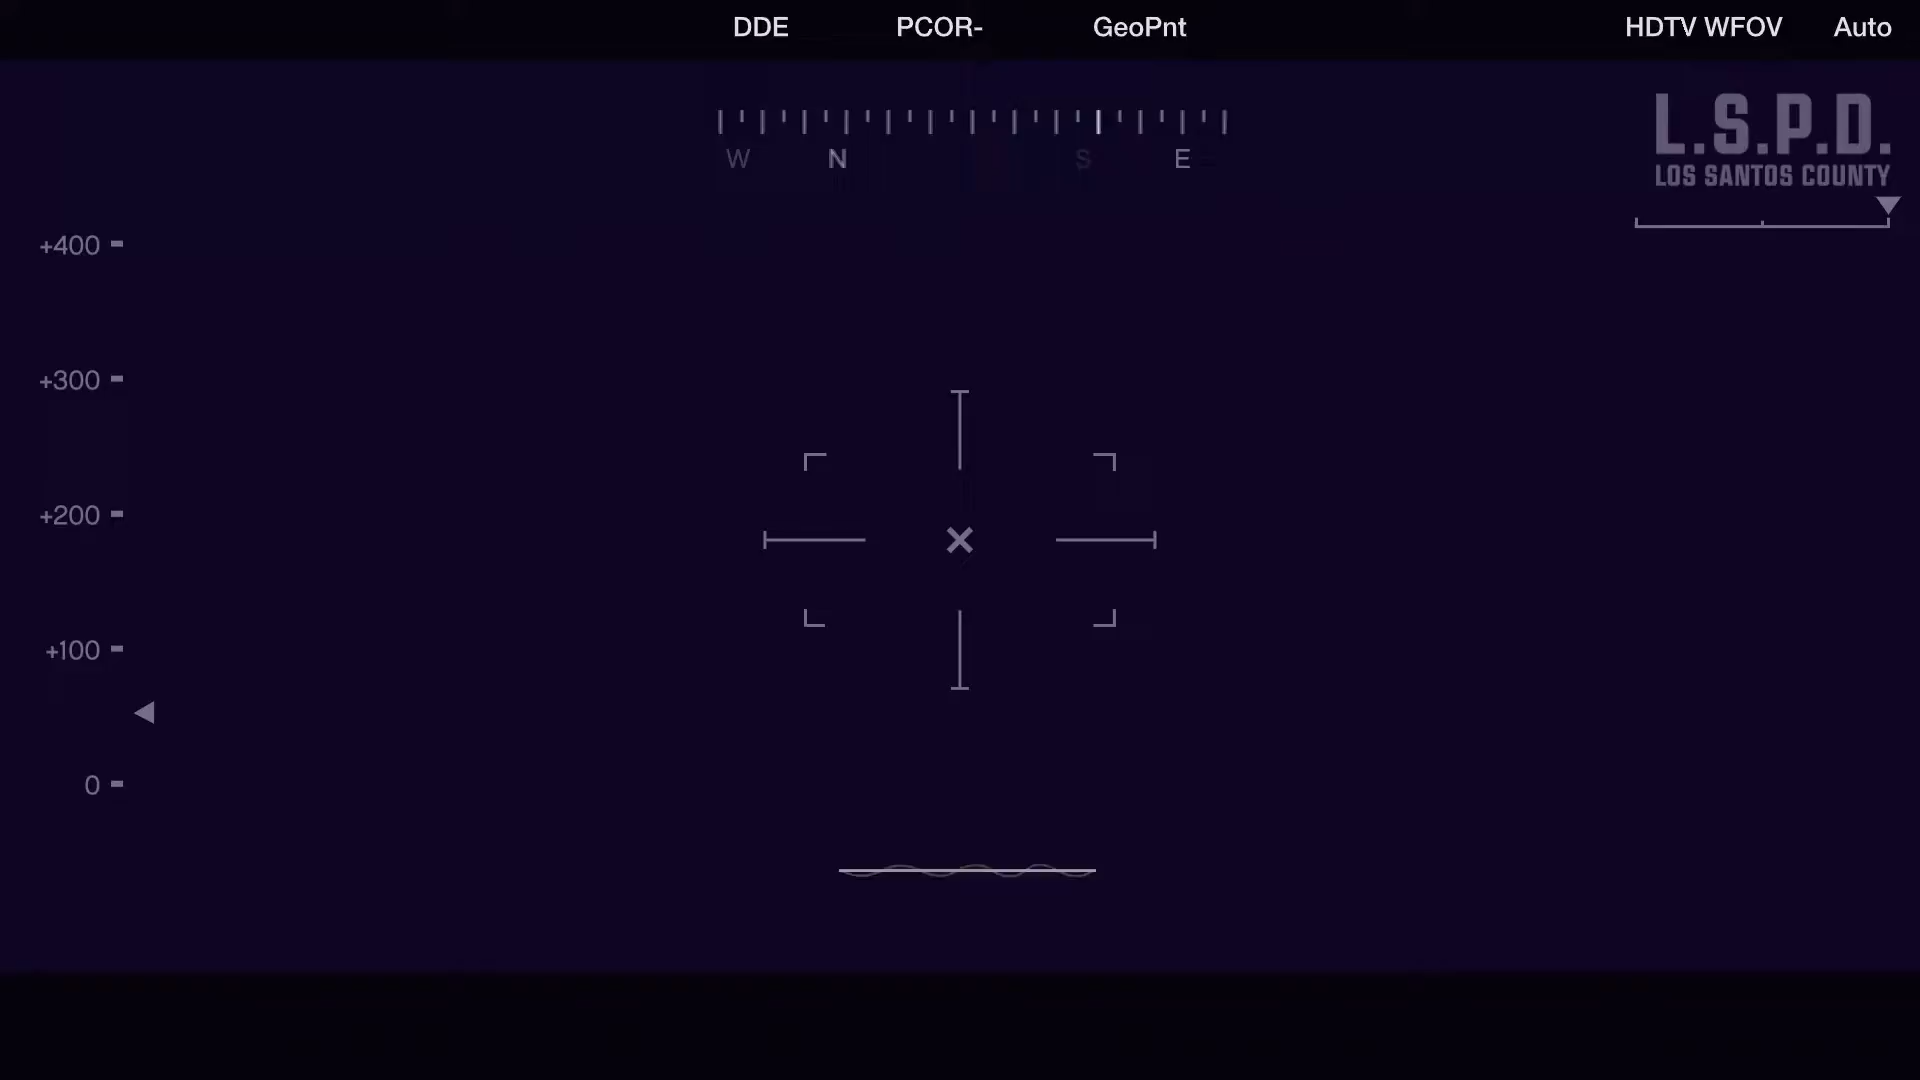 DDE PCOR- GeoPnt HDTV WFOV Auto
L.S.P.D.
LOS SANTOS COUNTY
W N S E
+400
+300
+200
+100
0